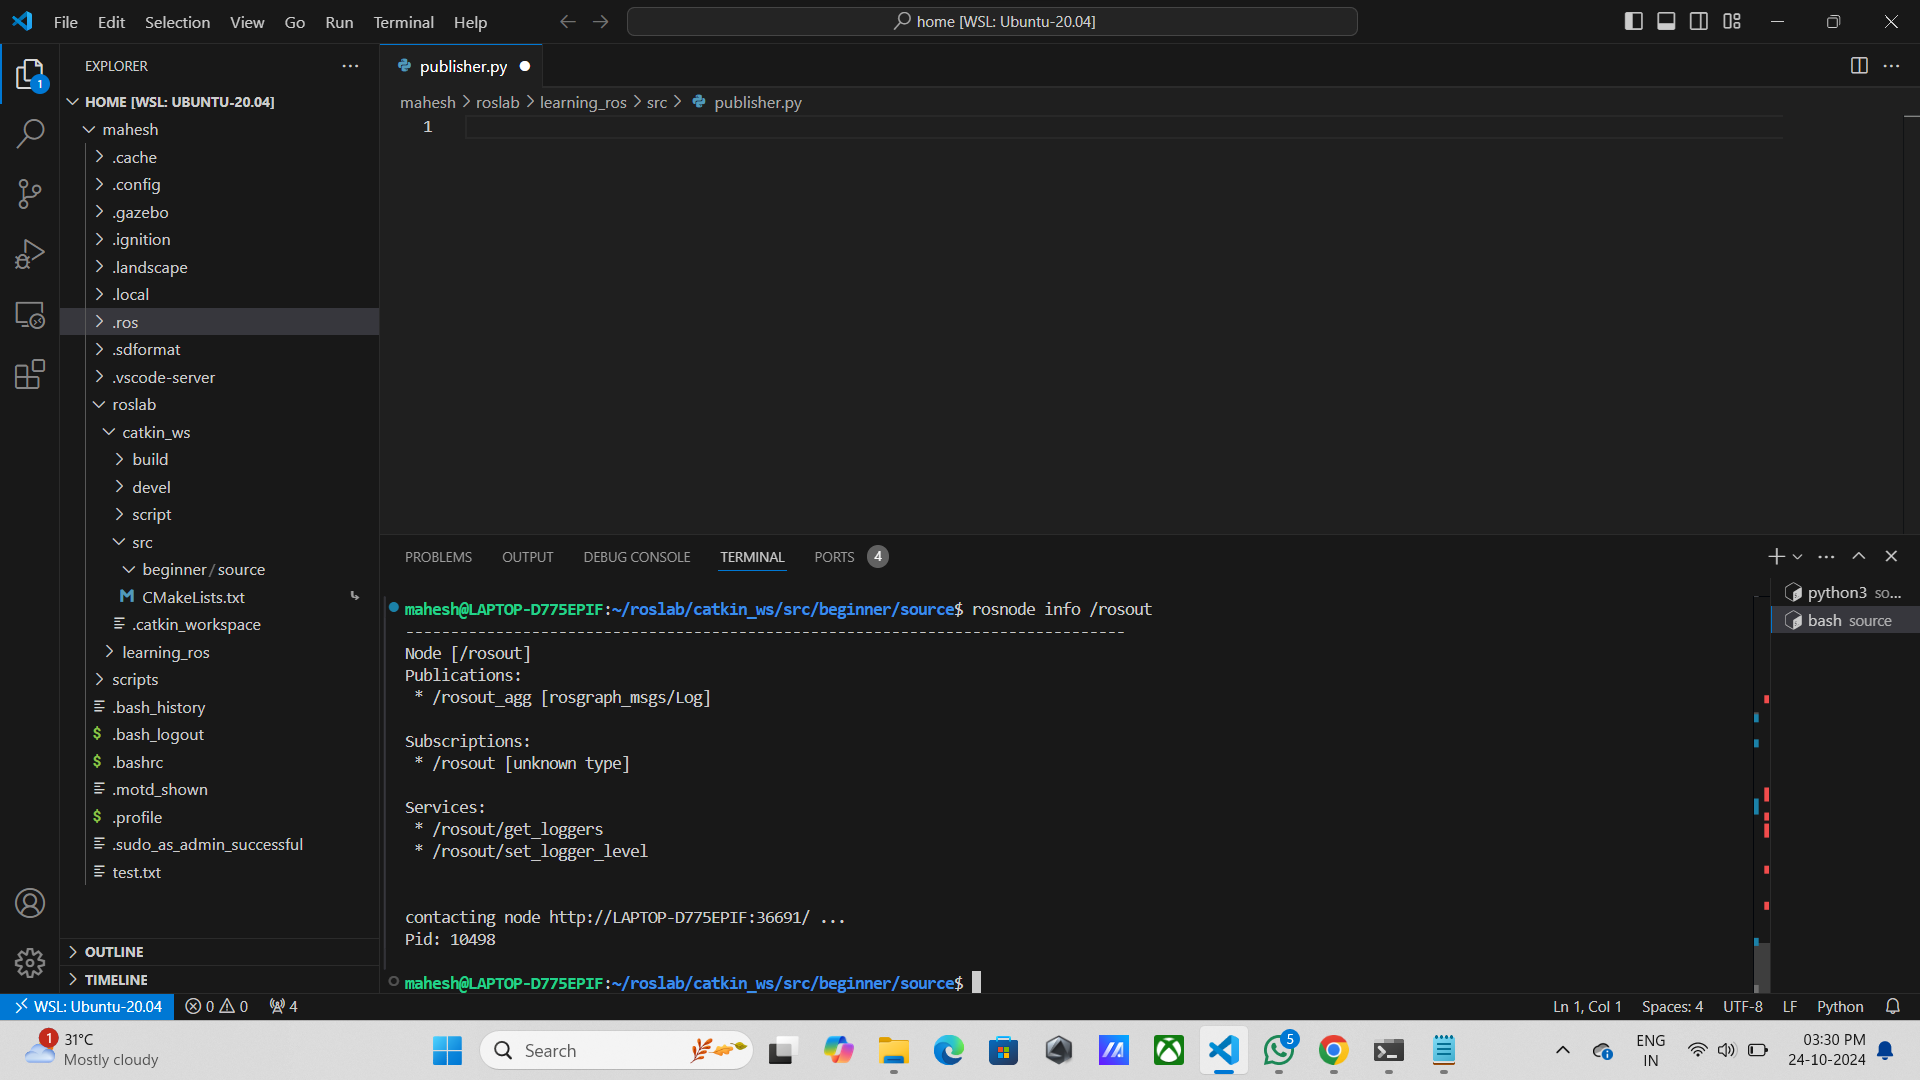 File Edit Selection View Go Run Terminal Help
home [WSL: Ubuntu-20.04]
EXPLORER
HOME [WSL: UBUNTU-20.04]
mahesh
.cache
.config
.gazebo
.ignition
.landscape
.local
.ros
.sdformat
.vscode-server
roslab
catkin_ws
build
devel
script
src
beginner/source
CMakeLists.txt
.catkin_workspace
learning_ros
scripts
.bash_history
.bash_logout
.bashrc
.motd_shown
.profile
.sudo_as_admin_successful
test.txt
OUTLINE
TIMELINE
1
publisher.py
mahesh > roslab > learning_ros > src > publisher.py
1
PROBLEMS OUTPUT DEBUG CONSOLE TERMINAL PORTS 4
mahesh@LAPTOP-D775EPIF:~/roslab/catkin_ws/src/beginner/source$ rosnode info /rosout
--------------------------------------------------------------------------------
Node [/rosout]
Publications:
* /rosout_agg [rosgraph_msgs/Log]
Subscriptions:
* /rosout [unknown type]
Services:
* /rosout/get_loggers
* /rosout/set_logger_level
contacting node http://LAPTOP-D775EPIF:36691/ ...
Pid: 10498
mahesh@LAPTOP-D775EPIF:~/roslab/catkin_ws/src/beginner/source$
python3 so...
bash source
WSL: Ubuntu-20.04 0 0 4
Ln 1, Col 1 Spaces: 4 UTF-8 LF Python
1
31°C
Mostly cloudy
Search
5
ENG
IN
03:30 PM
24-10-2024